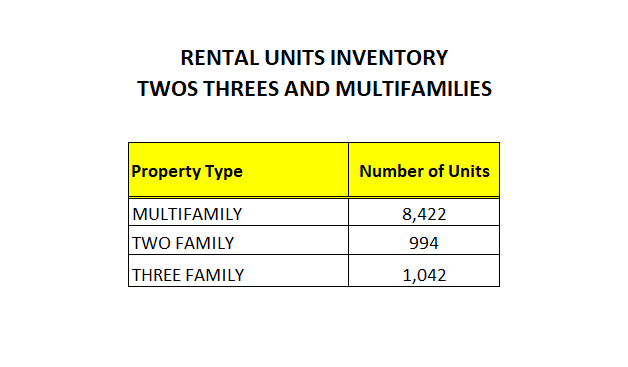 RENTAL UNITS INVENTORY
TWOS THREES AND MULTIFAMILIES
Property Type Number of Units
MULTIFAMILY 8,422
TWO FAMILY 994
THREE FAMILY 1,042